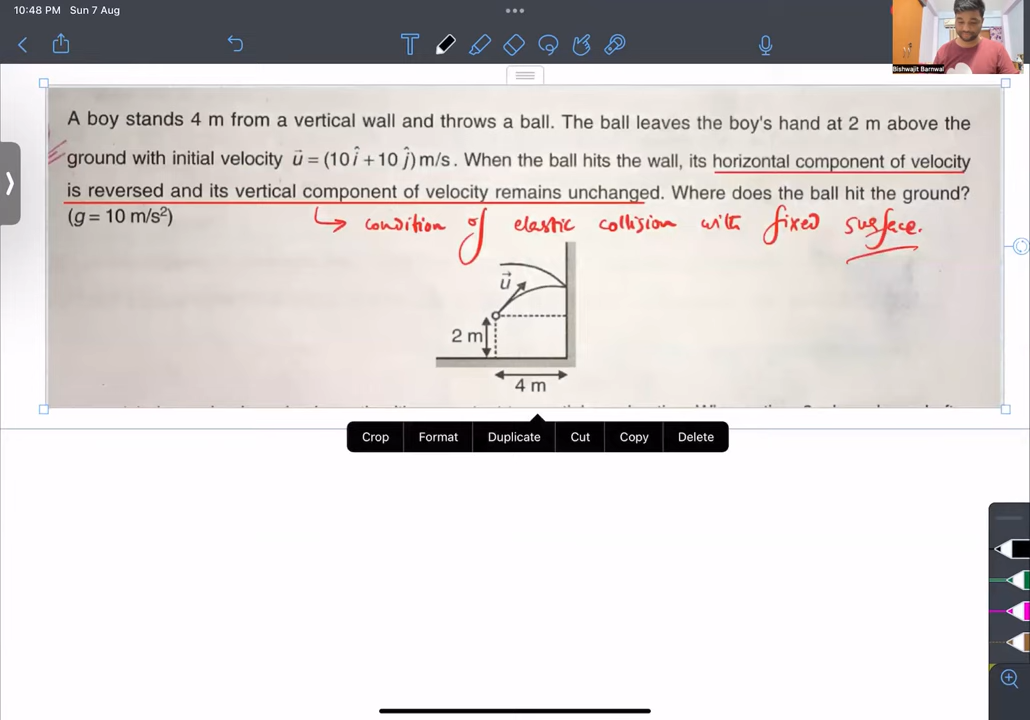 10:48 PM Sun 7 Aug
Bishwajit Barnwal
A boy stands 4 m from a vertical wall and throws a ball. The ball leaves the boy's hand at 2 m above the
ground with initial velocity u⃗ = (10 î + 10 ĵ) m/s. When the ball hits the wall, its horizontal component of velocity
is reversed and its vertical component of velocity remains unchanged. Where does the ball hit the ground?
(g = 10 m/s²)
↳ condition of elastic collision with fixed surface.
u⃗
2 m
4 m
Crop Format Duplicate Cut Copy Delete